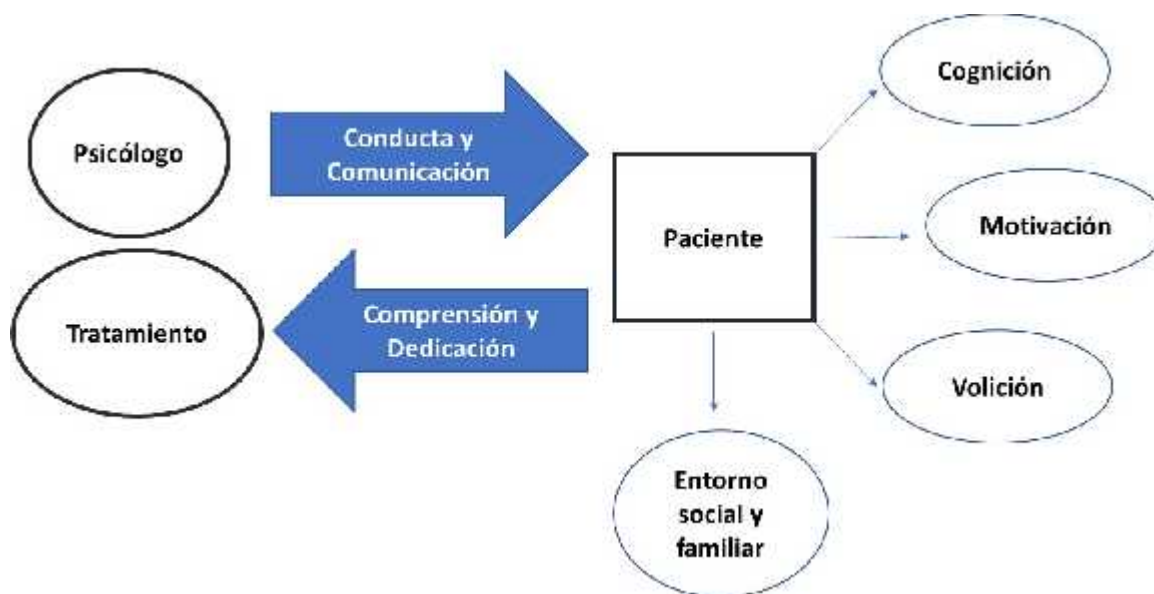 Psicólogo
Conducta y
Comunicación
Cognición
Paciente
Motivación
Tratamiento
Comprensión y
Dedicación
Volición
Entorno
social y
familiar